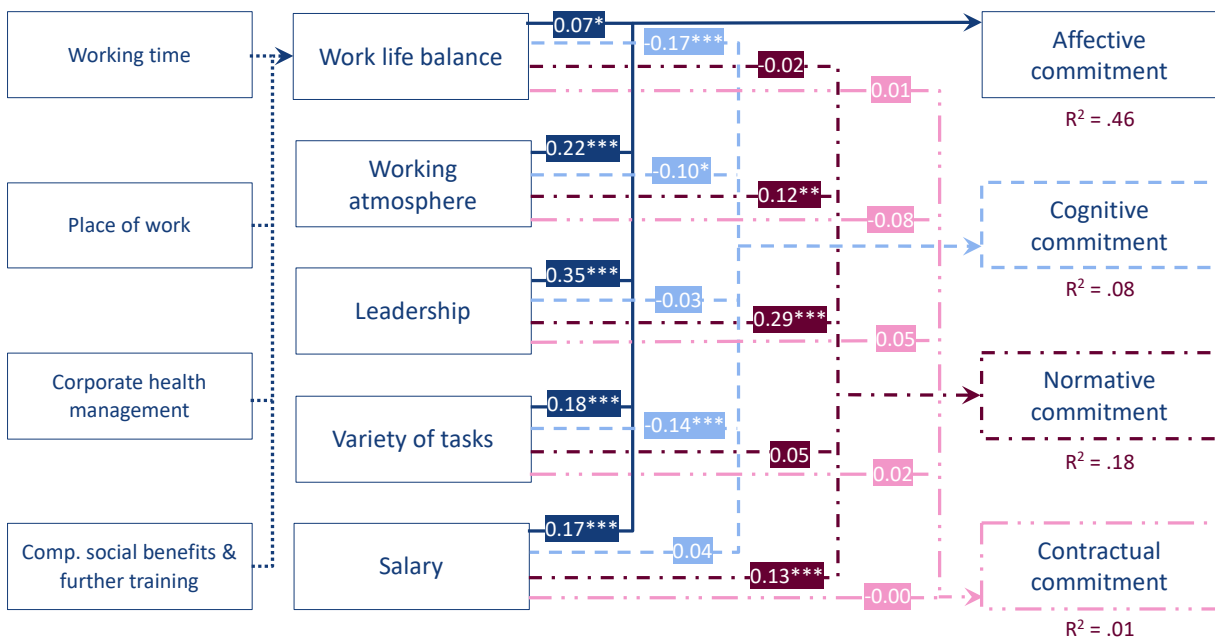 Working time
Place of work
Corporate health
management
Comp. social benefits &
further training
Work life balance
Working
atmosphere
Leadership
Variety of tasks
Salary
0.07*
-0.17***
-0.02
0.01
0.22***
-0.10*
0.12**
-0.08
0.35***
-0.03
0.29***
0.05
0.18***
-0.14***
0.05
0.02
0.17***
0.04
0.13***
-0.00
Affective
commitment
R² = .46
Cognitive
commitment
R² = .08
Normative
commitment
R² = .18
Contractual
commitment
R² = .01